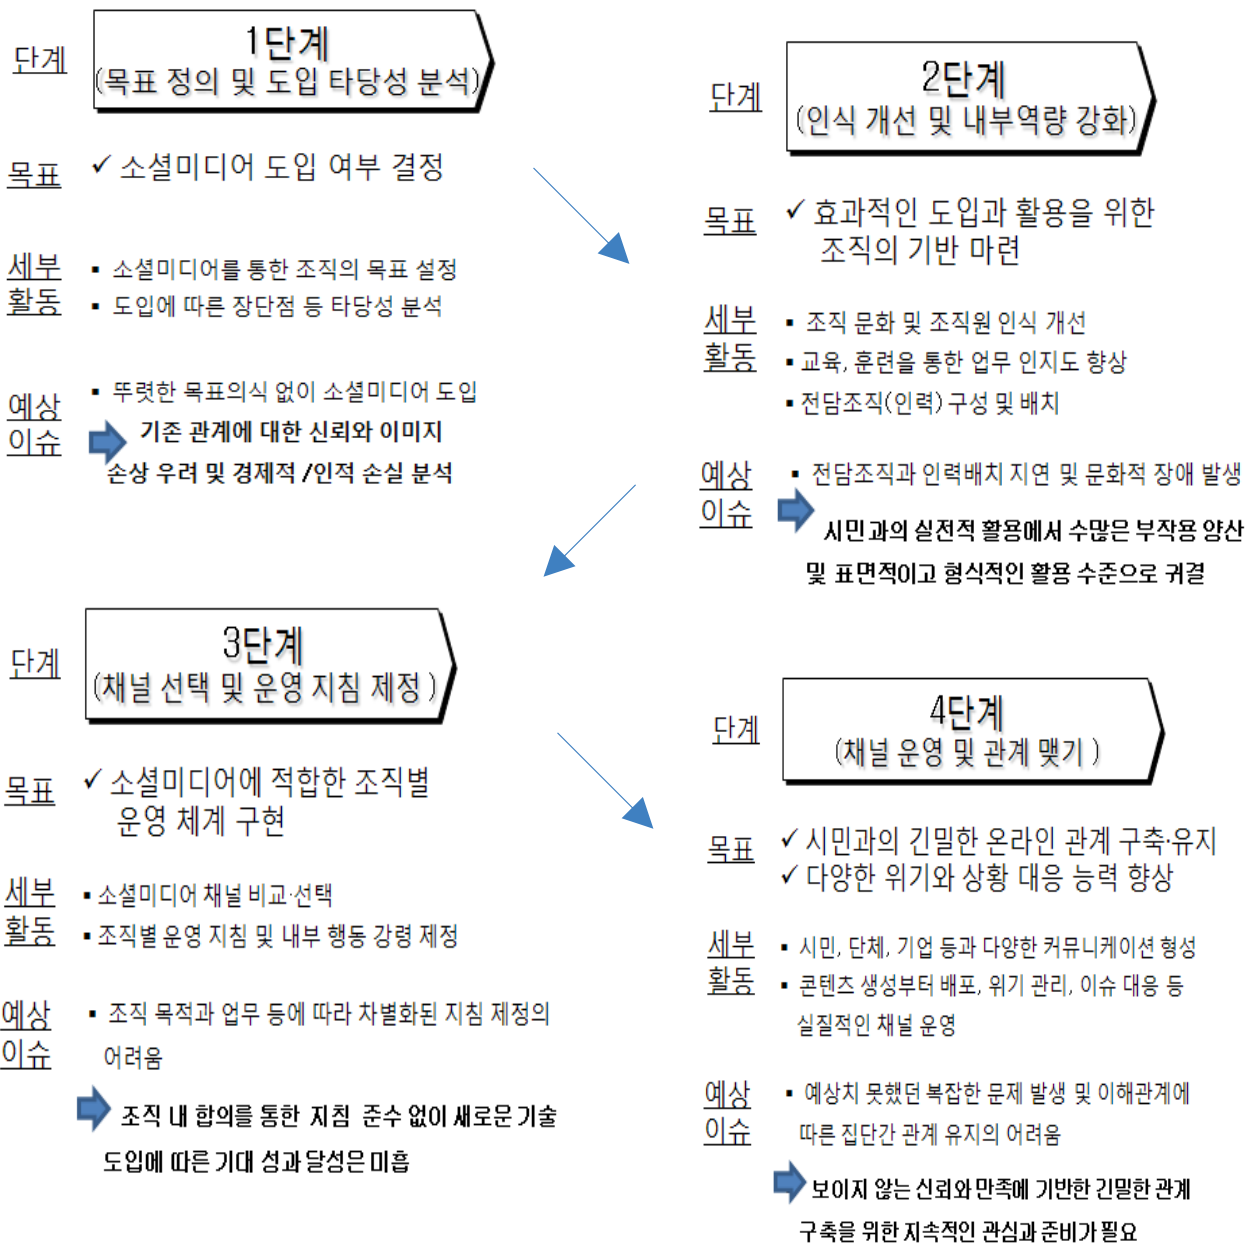 단계
1단계
(목표 정의 및 도입 타당성 분석)
목표
✓ 소셜미디어 도입 여부 결정
세부
활동
▪ 소셜미디어를 통한 조직의 목표 설정
▪ 도입에 따른 장단점 등 타당성 분석
예상
이슈
▪ 뚜렷한 목표의식 없이 소셜미디어 도입
기존 관계에 대한 신뢰와 이미지
손상 우려 및 경제적 /인적 손실 분석
단계
2단계
(인식 개선 및 내부역량 강화)
목표
✓ 효과적인 도입과 활용을 위한
조직의 기반 마련
세부
활동
▪ 조직 문화 및 조직원 인식 개선
▪ 교육, 훈련을 통한 업무 인지도 향상
▪ 전담조직(인력) 구성 및 배치
예상
이슈
▪ 전담조직과 인력배치 지연 및 문화적 장애 발생
시민과의 실전적 활용에서 수많은 부작용 양산
및 표면적이고 형식적인 활용 수준으로 귀결
단계
3단계
(채널 선택 및 운영 지침 제정 )
목표
✓ 소셜미디어에 적합한 조직별
운영 체계 구현
세부
활동
▪ 소셜미디어 채널 비교·선택
▪ 조직별 운영 지침 및 내부 행동 강령 제정
예상
이슈
▪ 조직 목적과 업무 등에 따라 차별화된 지침 제정의
어려움
조직 내 합의를 통한 지침 준수 없이 새로운 기술
도입에 따른 기대 성과 달성은 미흡
단계
4단계
(채널 운영 및 관계 맺기 )
목표
✓ 시민과의 긴밀한 온라인 관계 구축·유지
✓ 다양한 위기와 상황 대응 능력 향상
세부
활동
▪ 시민, 단체, 기업 등과 다양한 커뮤니케이션 형성
▪ 콘텐츠 생성부터 배포, 위기 관리, 이슈 대응 등
실질적인 채널 운영
예상
이슈
▪ 예상치 못했던 복잡한 문제 발생 및 이해관계에
따른 집단간 관계 유지의 어려움
보이지 않는 신뢰와 만족에 기반한 긴밀한 관계
구축을 위한 지속적인 관심과 준비가 필요